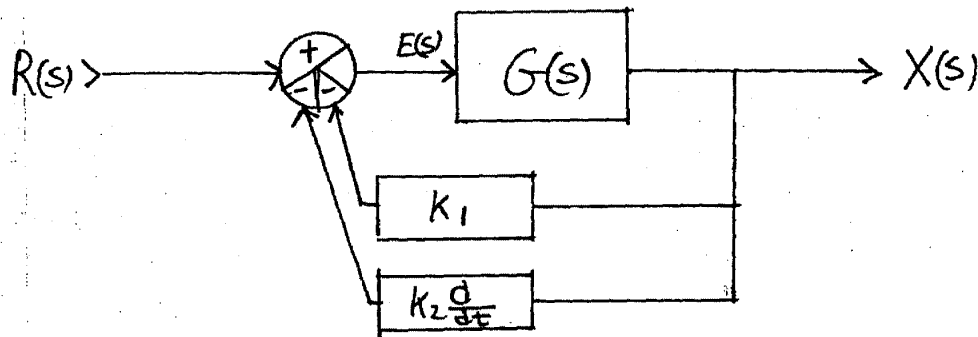 R(s) + - - E(s) G(s) X(s)
K1
K2 d/dt